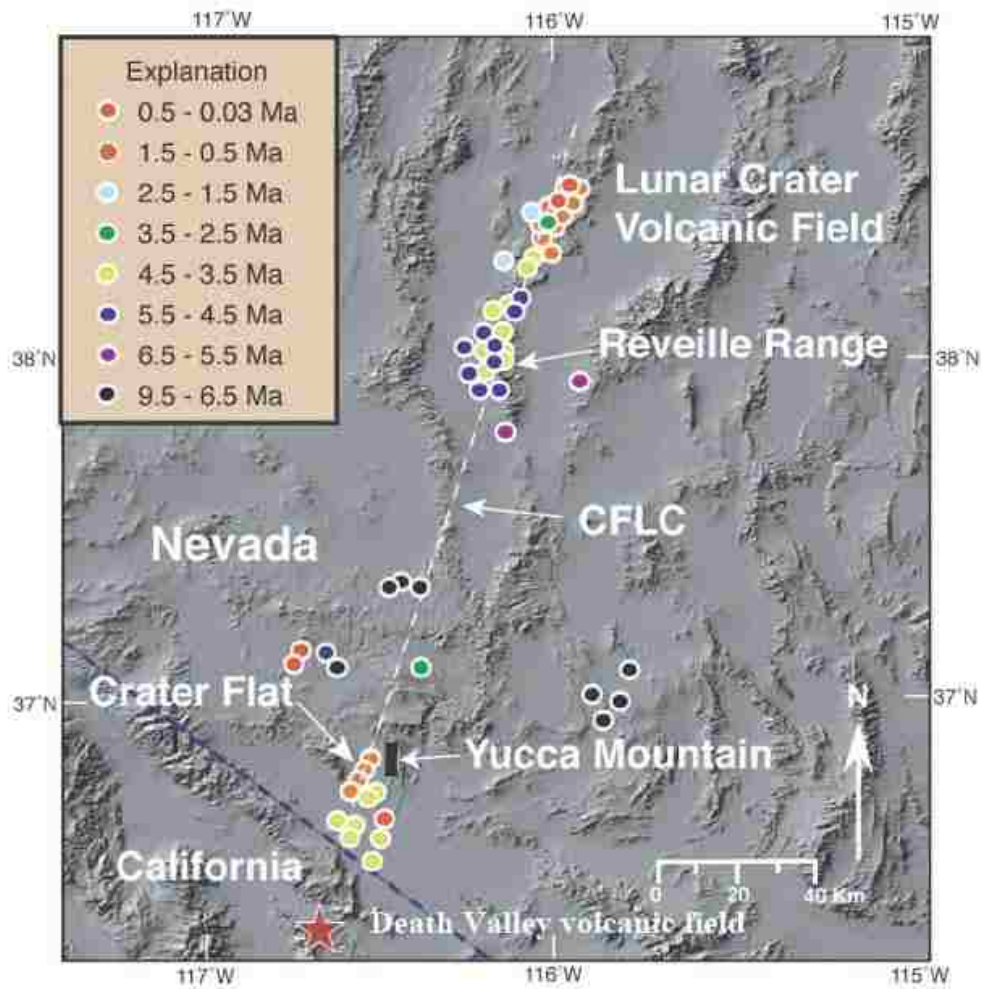 117°W 116°W 115°W
Explanation
0.5 - 0.03 Ma
1.5 - 0.5 Ma
2.5 - 1.5 Ma
3.5 - 2.5 Ma
4.5 - 3.5 Ma
5.5 - 4.5 Ma
6.5 - 5.5 Ma
9.5 - 6.5 Ma
Lunar Crater
Volcanic Field
38°N
Reveille Range
38°N
CFLC
Nevada
37°N
Crater Flat
N
37°N
Yucca Mountain
California
0 20 40 Km
Death Valley volcanic field
117°W 116°W 115°W